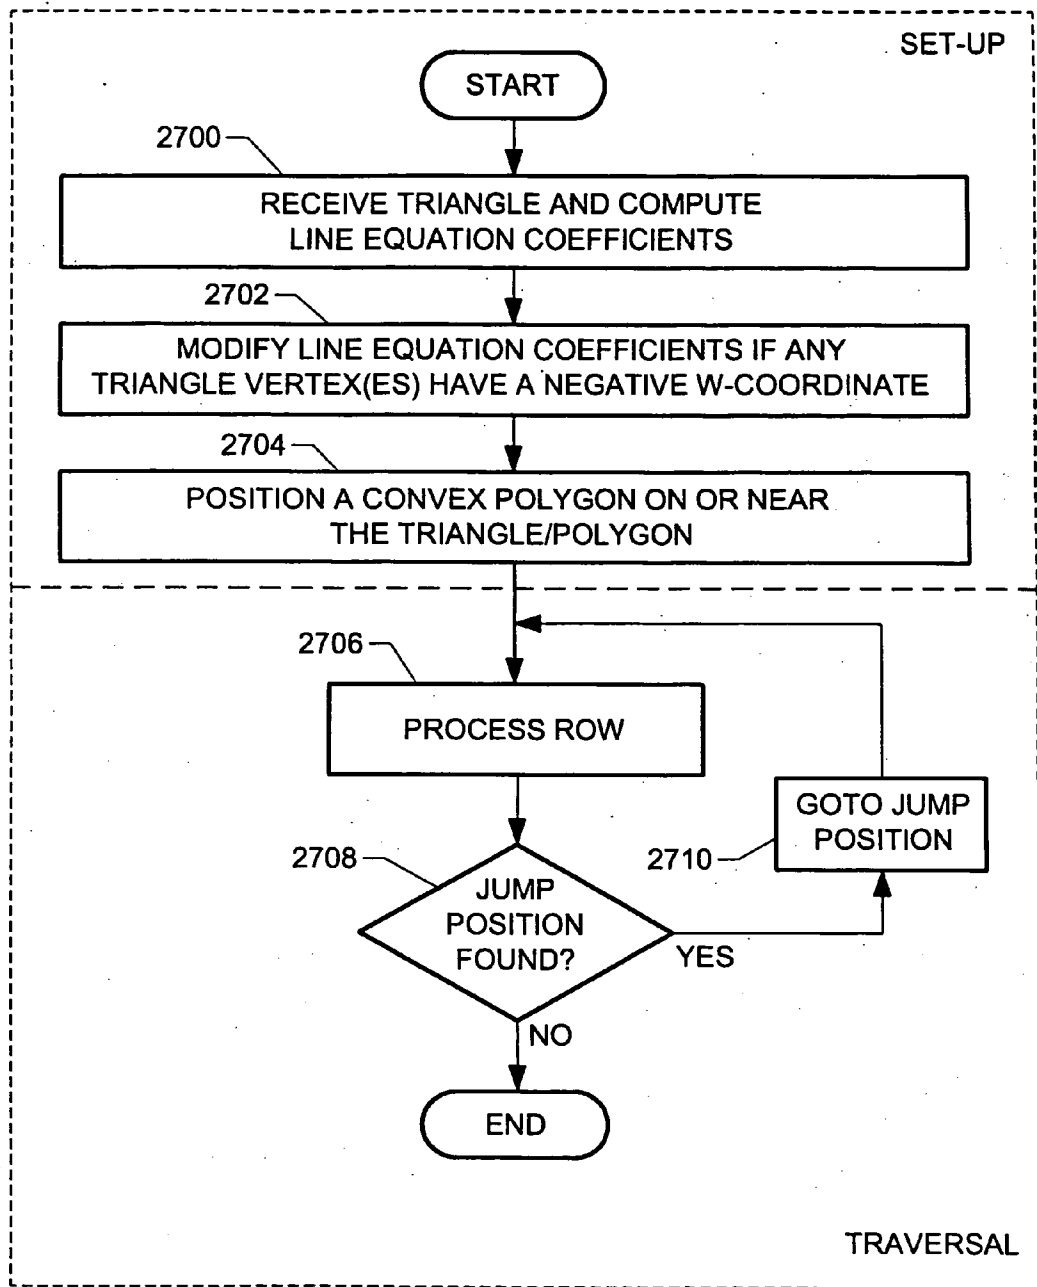 SET-UP
START
2700
RECEIVE TRIANGLE AND COMPUTE
LINE EQUATION COEFFICIENTS
2702
MODIFY LINE EQUATION COEFFICIENTS IF ANY
TRIANGLE VERTEX(ES) HAVE A NEGATIVE W-COORDINATE
2704
POSITION A CONVEX POLYGON ON OR NEAR
THE TRIANGLE/POLYGON
2706
PROCESS ROW
GOTO JUMP
POSITION
2710
2708
JUMP
POSITION
FOUND?
YES
NO
END
TRAVERSAL